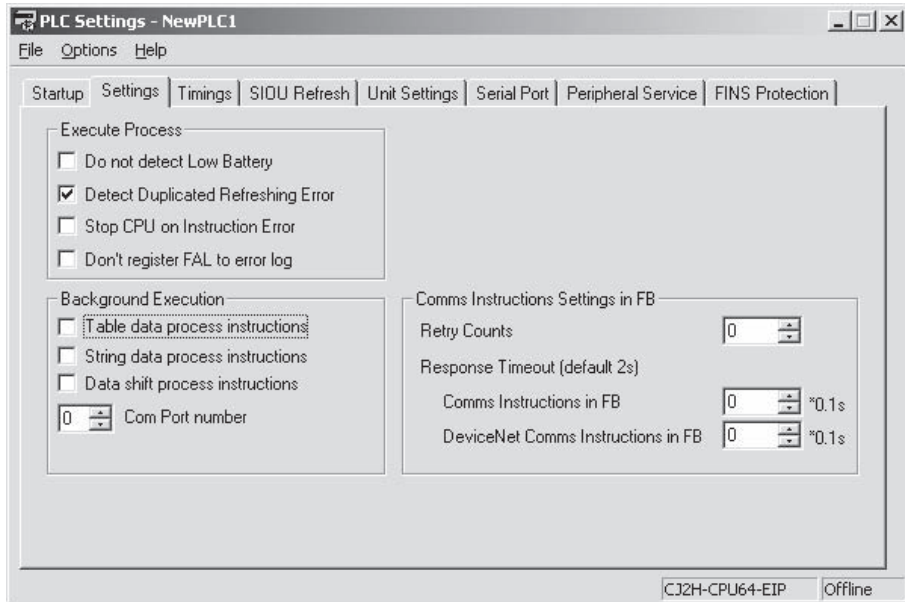 PLC Settings - NewPLC1
File Options Help
Startup Settings Timings SIOU Refresh Unit Settings Serial Port Peripheral Service FINS Protection
Execute Process
Do not detect Low Battery
Detect Duplicated Refreshing Error
Stop CPU on Instruction Error
Don't register FAL to error log
Background Execution
Table data process instructions
String data process instructions
Data shift process instructions
0 Com Port number
Comms Instructions Settings in FB
Retry Counts 0
Response Timeout (default 2s)
Comms Instructions in FB 0 *0.1s
DeviceNet Comms Instructions in FB 0 *0.1s
CJ2H-CPU64-EIP Offline